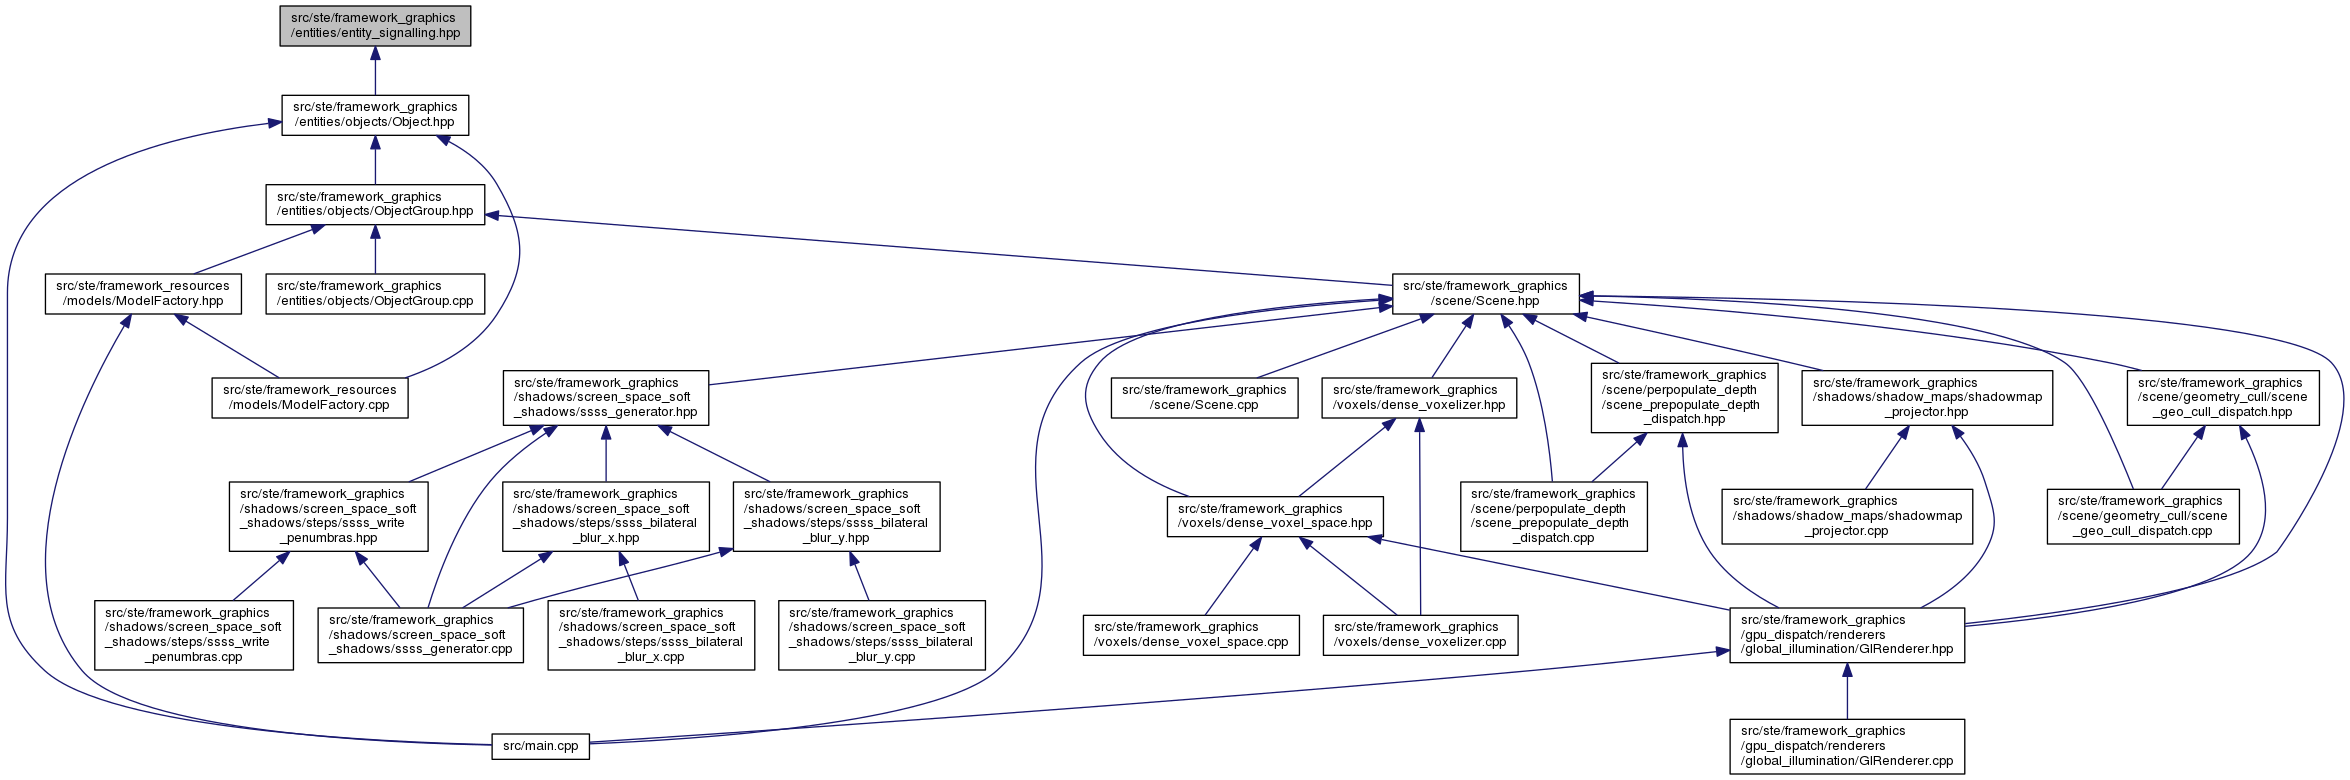 src/ste/framework_graphics
/entities/entity_signalling.hpp
src/ste/framework_graphics
/entities/objects/Object.hpp
src/ste/framework_graphics
/entities/objects/ObjectGroup.hpp
src/ste/framework_resources
/models/ModelFactory.hpp
src/ste/framework_graphics
/entities/objects/ObjectGroup.cpp
src/ste/framework_graphics
/scene/Scene.hpp
src/ste/framework_resources
/models/ModelFactory.cpp
src/ste/framework_graphics
/shadows/screen_space_soft
_shadows/ssss_generator.hpp
src/ste/framework_graphics
/scene/Scene.cpp
src/ste/framework_graphics
/voxels/dense_voxelizer.hpp
src/ste/framework_graphics
/scene/perpopulate_depth
/scene_prepopulate_depth
_dispatch.hpp
src/ste/framework_graphics
/shadows/shadow_maps/shadowmap
_projector.hpp
src/ste/framework_graphics
/scene/geometry_cull/scene
_geo_cull_dispatch.hpp
src/ste/framework_graphics
/shadows/screen_space_soft
_shadows/steps/ssss_write
_penumbras.hpp
src/ste/framework_graphics
/shadows/screen_space_soft
_shadows/steps/ssss_bilateral
_blur_x.hpp
src/ste/framework_graphics
/shadows/screen_space_soft
_shadows/steps/ssss_bilateral
_blur_y.hpp
src/ste/framework_graphics
/voxels/dense_voxel_space.hpp
src/ste/framework_graphics
/scene/perpopulate_depth
/scene_prepopulate_depth
_dispatch.cpp
src/ste/framework_graphics
/shadows/shadow_maps/shadowmap
_projector.cpp
src/ste/framework_graphics
/scene/geometry_cull/scene
_geo_cull_dispatch.cpp
src/ste/framework_graphics
/shadows/screen_space_soft
_shadows/steps/ssss_write
_penumbras.cpp
src/ste/framework_graphics
/shadows/screen_space_soft
_shadows/ssss_generator.cpp
src/ste/framework_graphics
/shadows/screen_space_soft
_shadows/steps/ssss_bilateral
_blur_x.cpp
src/ste/framework_graphics
/shadows/screen_space_soft
_shadows/steps/ssss_bilateral
_blur_y.cpp
src/ste/framework_graphics
/voxels/dense_voxel_space.cpp
src/ste/framework_graphics
/voxels/dense_voxelizer.cpp
src/ste/framework_graphics
/gpu_dispatch/renderers
/global_illumination/GIRenderer.hpp
src/main.cpp
src/ste/framework_graphics
/gpu_dispatch/renderers
/global_illumination/GIRenderer.cpp